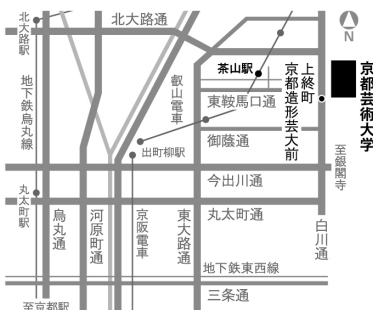 北大路通
北大路駅
N
茶山駅
京都芸術大学
上終町
京都造形芸大前
叡山電車
地下鉄烏丸線
東鞍馬口通
御蔭通
出町柳駅
至銀閣寺
今出川通
丸太町駅
丸太町通
烏丸通
河原町通
京阪電車
東大路通
白川通
地下鉄東西線
三条通
至京都駅